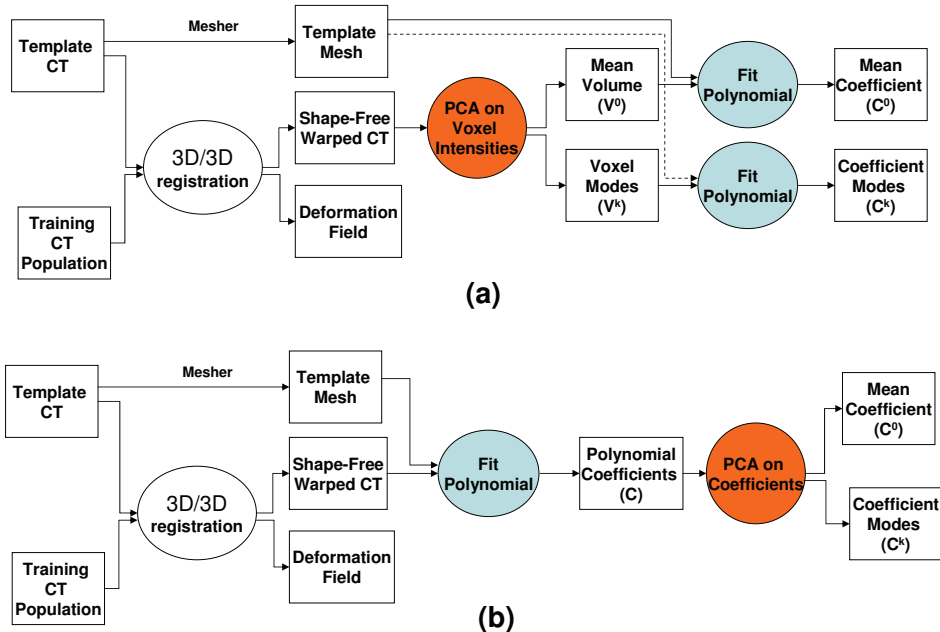 Template
CT
Mesher
Template
Mesh
Mean
Volume
(V⁰)
Fit
Polynomial
Mean
Coefficient
(C⁰)
3D/3D
registration
Shape-Free
Warped CT
PCA on
Voxel
Intensities
Voxel
Modes
(Vᵏ)
Fit
Polynomial
Coefficient
Modes
(Cᵏ)
Training
CT
Population
Deformation
Field
(a)
Template
CT
Mesher
Template
Mesh
Mean
Coefficient
(C⁰)
3D/3D
registration
Shape-Free
Warped CT
Fit
Polynomial
Polynomial
Coefficients
(C)
PCA on
Coefficients
Coefficient
Modes
(Cᵏ)
Training
CT
Population
Deformation
Field
(b)